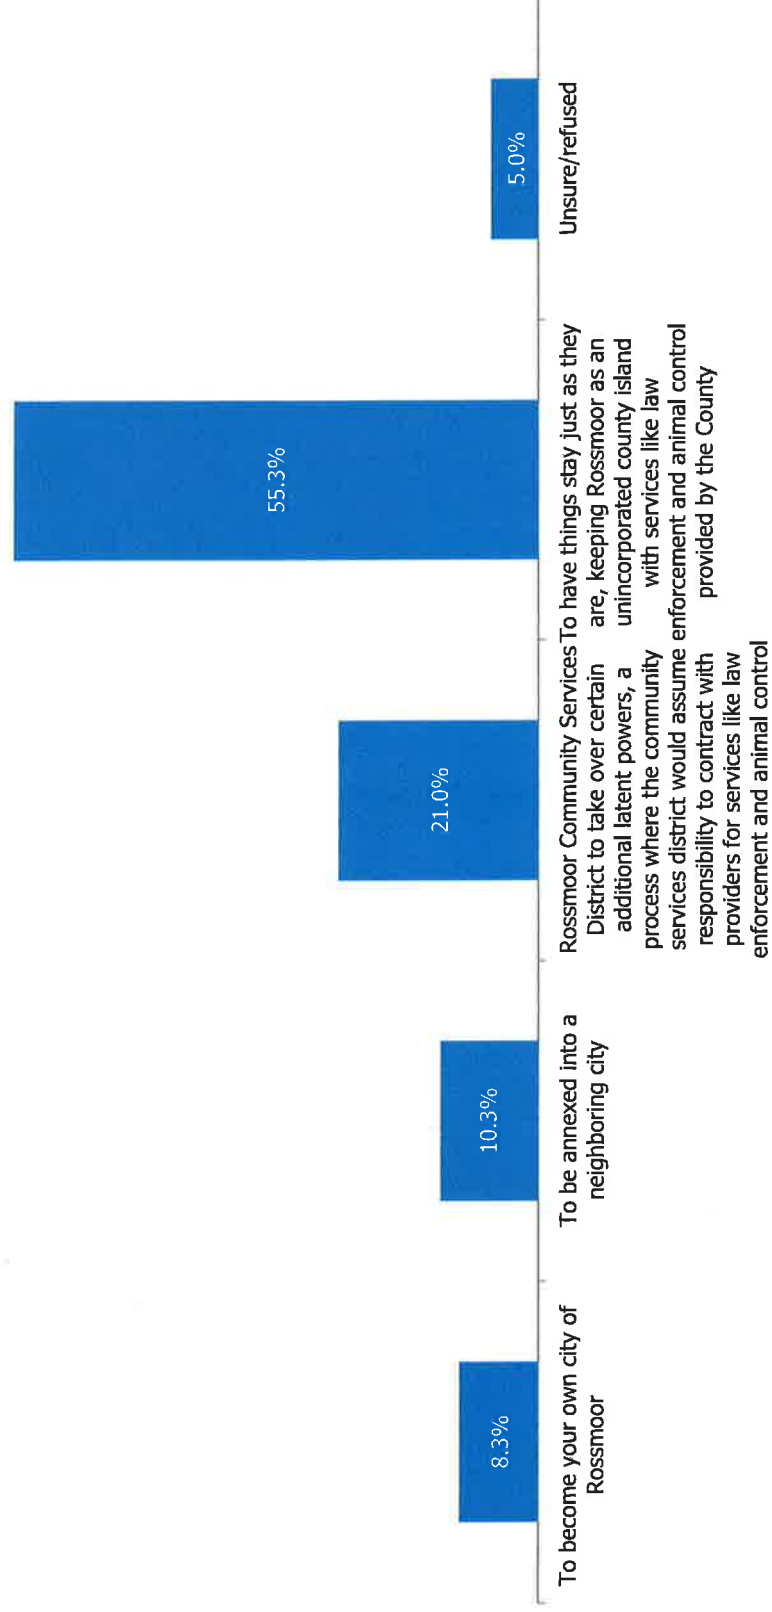 8.3%
10.3%
21.0%
55.3%
5.0%
To become your own city of
Rossmoor
To be annexed into a
neighboring city
Rossmoor Community Services
District to take over certain
additional latent powers, a
process where the community
services district would assume
responsibility to contract with
providers for services like law
enforcement and animal control
To have things stay just as they
are, keeping Rossmoor as an
unincorporated county island
with services like law
enforcement and animal control
provided by the County
Unsure/refused